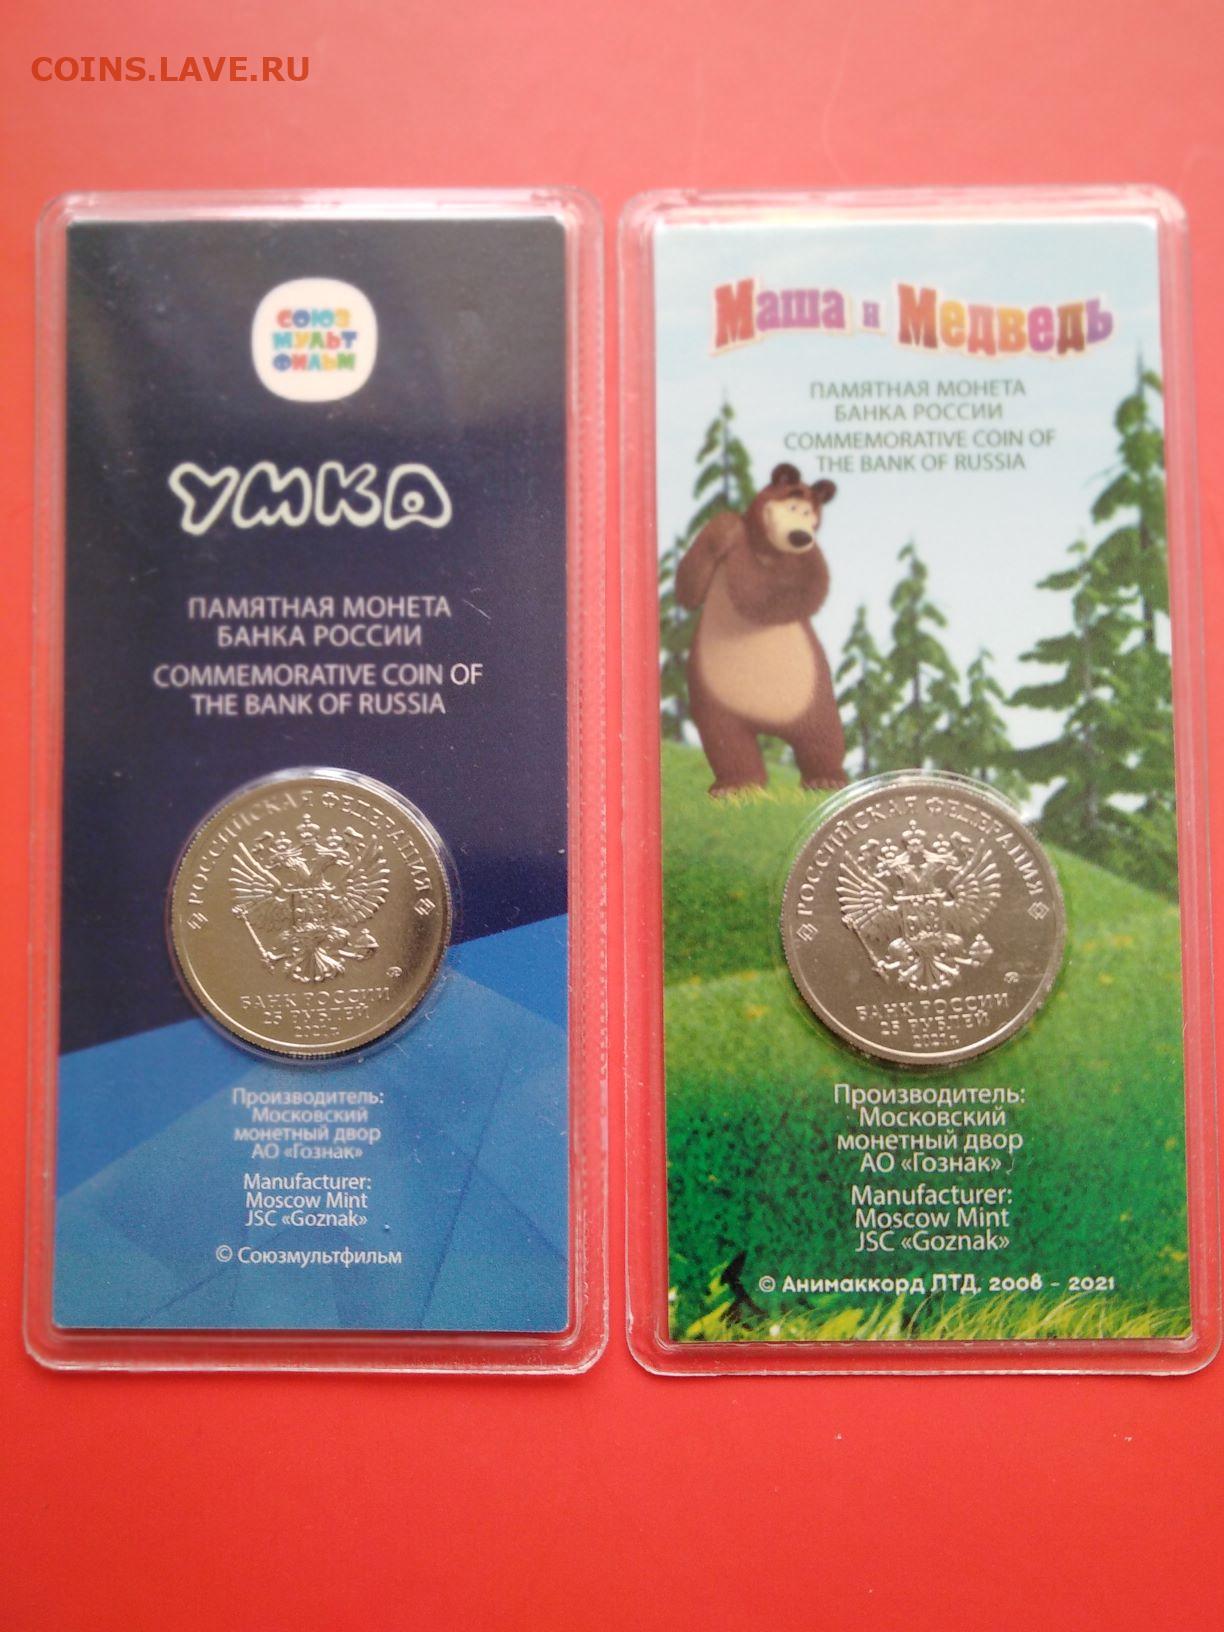 COINS.LAVE.RU
СОЮЗ
МУЛЬТ
ФИЛЬМ
УМКА
ПАМЯТНАЯ МОНЕТА
БАНКА РОССИИ
COMMEMORATIVE COIN OF
THE BANK OF RUSSIA
РОССИЙСКАЯ ФЕДЕРАЦИЯ
БАНК РОССИИ
25 РУБЛЕЙ
2021 г.
Производитель:
Московский
монетный двор
АО «Гознак»
Manufacturer:
Moscow Mint
JSC «Goznak»
© Союзмультфильм
Маша и Медведь
ПАМЯТНАЯ МОНЕТА
БАНКА РОССИИ
COMMEMORATIVE COIN OF
THE BANK OF RUSSIA
РОССИЙСКАЯ ФЕДЕРАЦИЯ
БАНК РОССИИ
25 РУБЛЕЙ
2021 г.
Производитель:
Московский
монетный двор
АО «Гознак»
Manufacturer:
Moscow Mint
JSC «Goznak»
© Анимаккорд ЛТД, 2008 - 2021